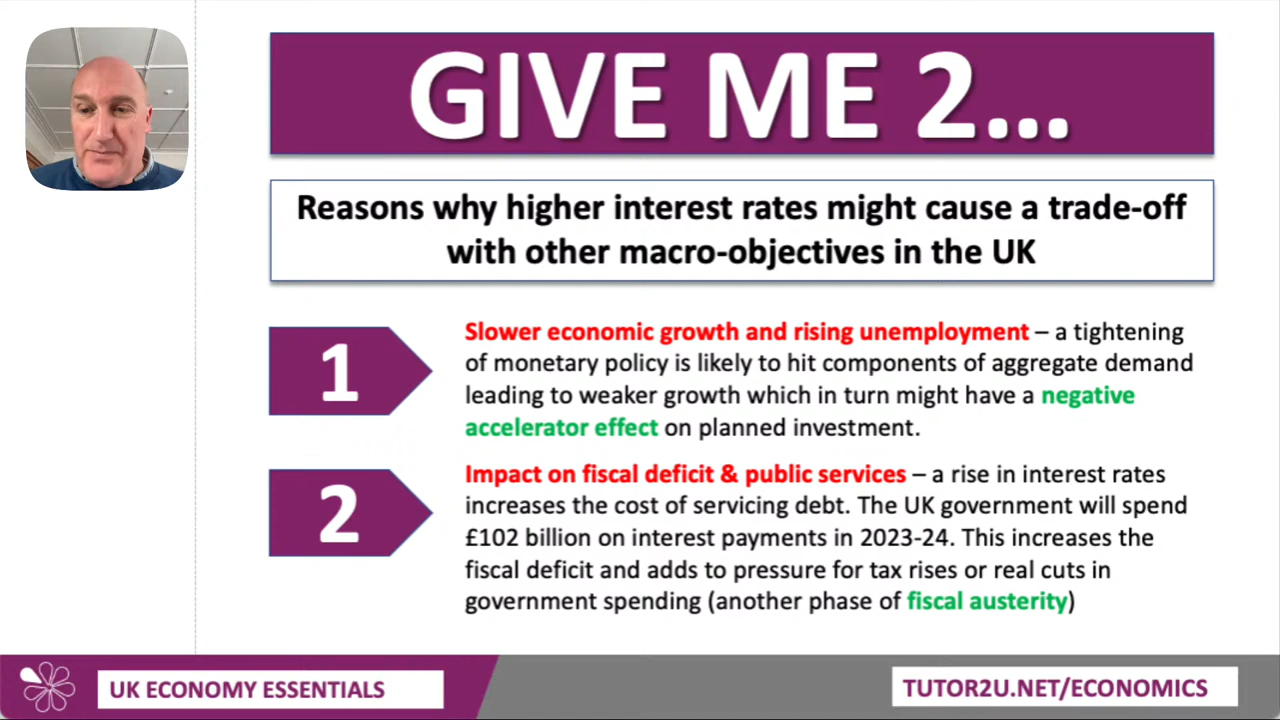 GIVE ME 2...
Reasons why higher interest rates might cause a trade-off
with other macro-objectives in the UK
1
Slower economic growth and rising unemployment – a tightening
of monetary policy is likely to hit components of aggregate demand
leading to weaker growth which in turn might have a negative
accelerator effect on planned investment.
2
Impact on fiscal deficit & public services – a rise in interest rates
increases the cost of servicing debt. The UK government will spend
£102 billion on interest payments in 2023-24. This increases the
fiscal deficit and adds to pressure for tax rises or real cuts in
government spending (another phase of fiscal austerity)
UK ECONOMY ESSENTIALS
TUTOR2U.NET/ECONOMICS